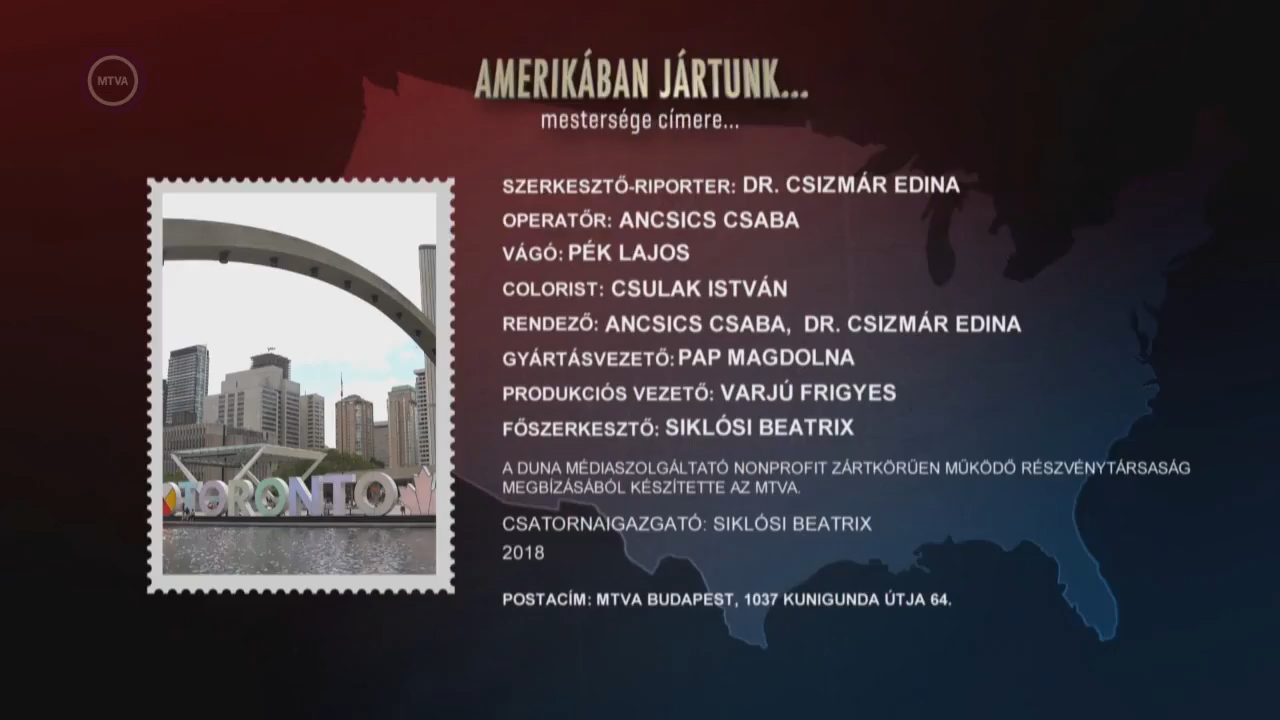 MTVA
AMERIKÁBAN JÁRTUNK...
mestersége címere...
SZERKESZTŐ-RIPORTER: DR. CSIZMÁR EDINA
OPERATŐR: ANCSICS CSABA
VÁGÓ: PÉK LAJOS
COLORIST: CSULAK ISTVÁN
RENDEZŐ: ANCSICS CSABA, DR. CSIZMÁR EDINA
GYÁRTÁSVEZETŐ: PAP MAGDOLNA
PRODUKCIÓS VEZETŐ: VARJÚ FRIGYES
FŐSZERKESZTŐ: SIKLÓSI BEATRIX
A DUNA MÉDIASZOLGÁLTATÓ NONPROFIT ZÁRTKÖRŰEN MŰKÖDŐ RÉSZVÉNYTÁRSASÁG
MEGBÍZÁSÁBÓL KÉSZÍTETTE AZ MTVA.
CSATORNAIGAZGATÓ: SIKLÓSI BEATRIX
2018
POSTACÍM: MTVA BUDAPEST, 1037 KUNIGUNDA ÚTJA 64.
TORONTO